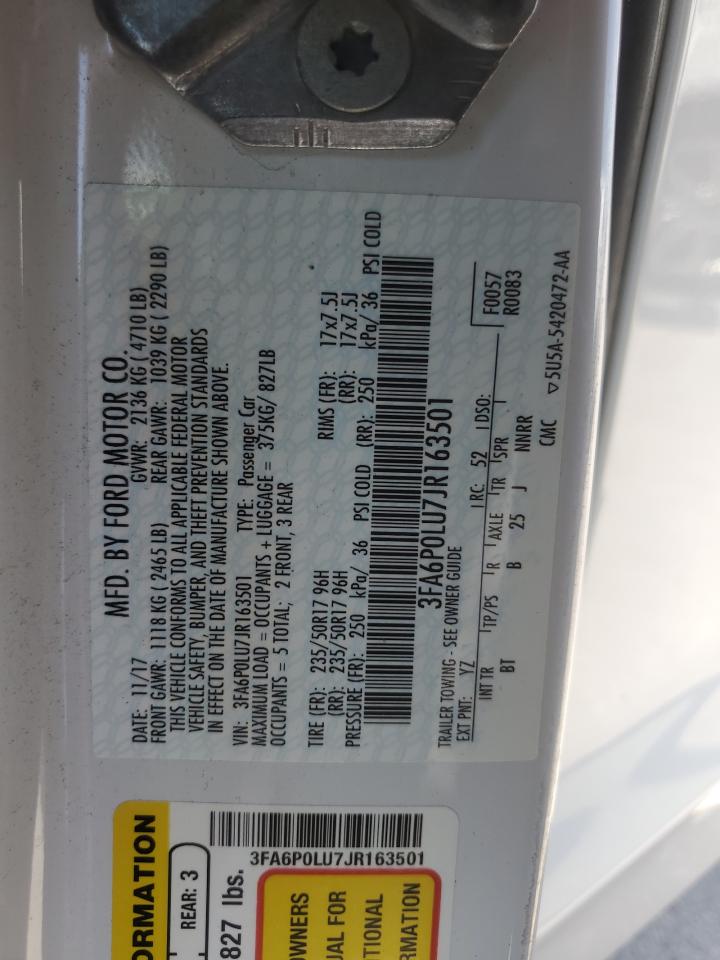 MFD. BY FORD MOTOR CO.
DATE: 11/17 GVWR: 2136 KG ( 4710 LB)
FRONT GAWR: 1118 KG ( 2465 LB) REAR GAWR: 1039 KG ( 2290 LB)
THIS VEHICLE CONFORMS TO ALL APPLICABLE FEDERAL MOTOR
VEHICLE SAFETY, BUMPER, AND THEFT PREVENTION STANDARDS
IN EFFECT ON THE DATE OF MANUFACTURE SHOWN ABOVE.
VIN: 3FA6P0LU7JR163501 TYPE: Passenger Car
MAXIMUM LOAD = OCCUPANTS + LUGGAGE = 375KG/ 827LB
OCCUPANTS = 5 TOTAL; 2 FRONT, 3 REAR
TIRE (FR): 235/50R17 96H RIMS (FR): 17x7.5J
(RR): 235/50R17 96H (RR): 17x7.5J
PRESSURE (FR): 250 kPa/ 36 PSI COLD (RR): 250 kPa/ 36 PSI COLD
3FA6P0LU7JR163501
TRAILER TOWING - SEE OWNER GUIDE
EXT PNT: YZ RC: 52 DSO: F0057
R0083
INT TR TP/PS R AXLE TR SPR
BT B 25 J NNRR
CMC
▽ 5U5A-5420472-AA
ORMATION
REAR: 3
827 lbs.
3FA6P0LU7JR163501
OWNERS
UAL FOR
TIONAL
RMATION